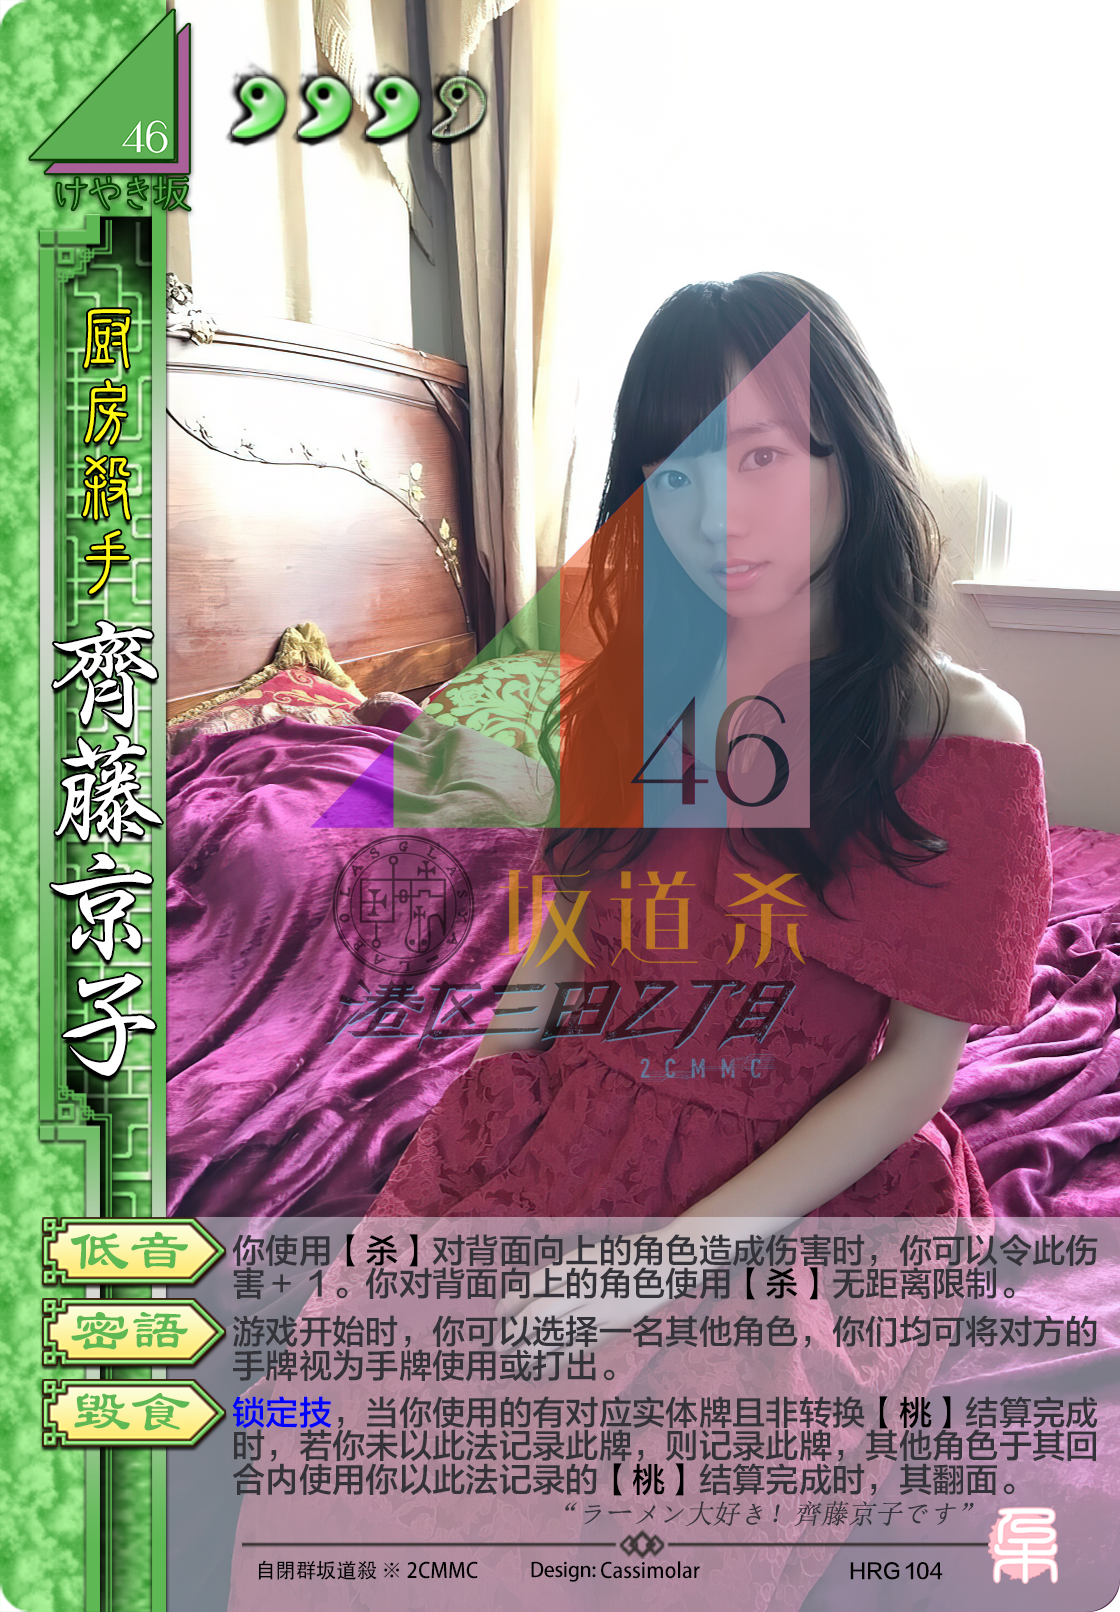 46
けやき坂
厨房殺手
齊藤京子
46
坂道杀
港区三田2丁目
2CMMC
低音
你使用【杀】对背面向上的角色造成伤害时，你可以令此伤
害＋１。你对背面向上的角色使用【杀】无距离限制。
密語
游戏开始时，你可以选择一名其他角色，你们均可将对方的
手牌视为手牌使用或打出。
毀食
锁定技，当你使用的有对应实体牌且非转换【桃】结算完成
时，若你未以此法记录此牌，则记录此牌，其他角色于其回
合内使用你以此法记录的【桃】结算完成时，其翻面。
“ラーメン大好き！齊藤京子です”
自閉群坂道殺 ※ 2CMMC
Design: Cassimolar
HRG 104